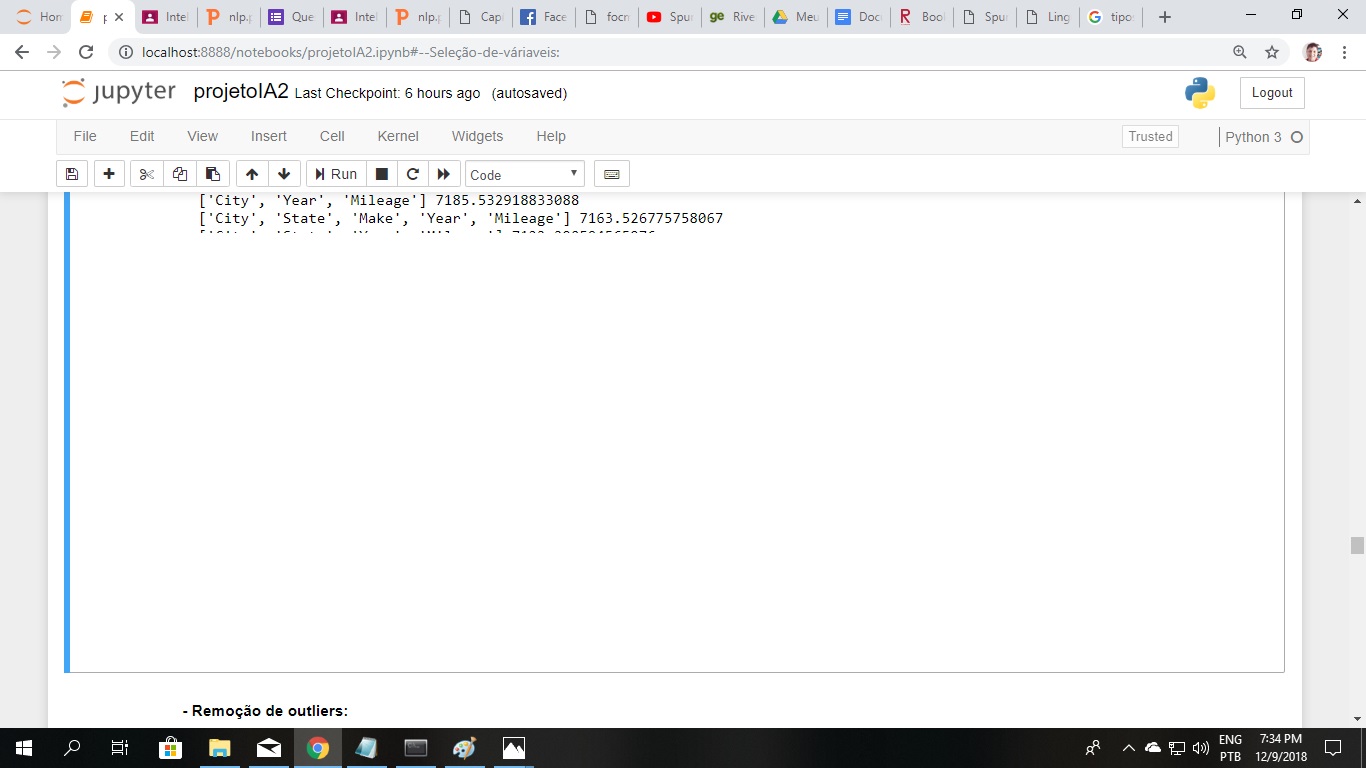 Hom
p
Intel
nlp.p
Que
Intel
nlp.p
Cap
Face
focn
Spur
ge
Rive
Meu
Doc
Bool
Spu
Ling
tipo
localhost:8888/notebooks/projetoIA2.ipynb#--Seleção-de-váriaveis:
jupyter projetoIA2 Last Checkpoint: 6 hours ago (autosaved)
Logout
File Edit View Insert Cell Kernel Widgets Help
Trusted
Python 3
Run
Code
['City', 'Year', 'Mileage'] 7185.532918833088
['City', 'State', 'Make', 'Year', 'Mileage'] 7163.526775758067
- Remoção de outliers:
ENG
PTB
7:34 PM
12/9/2018